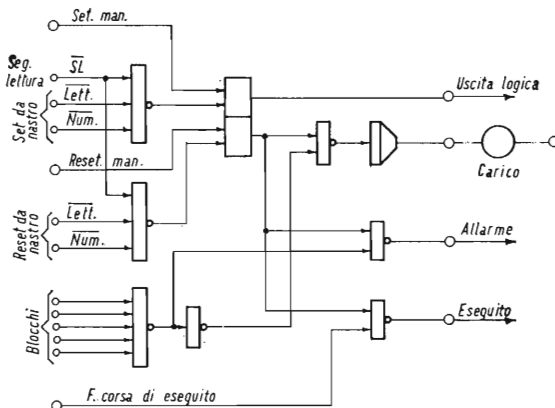 Set. man.
Seg. lettura
SL
Set da nastro
Lett.
Num.
Uscita logica
Reset. man.
Carico
Reset da nastro
Lett.
Num.
Allarme
Blocchi
Eseguito
F. corsa di eseguito